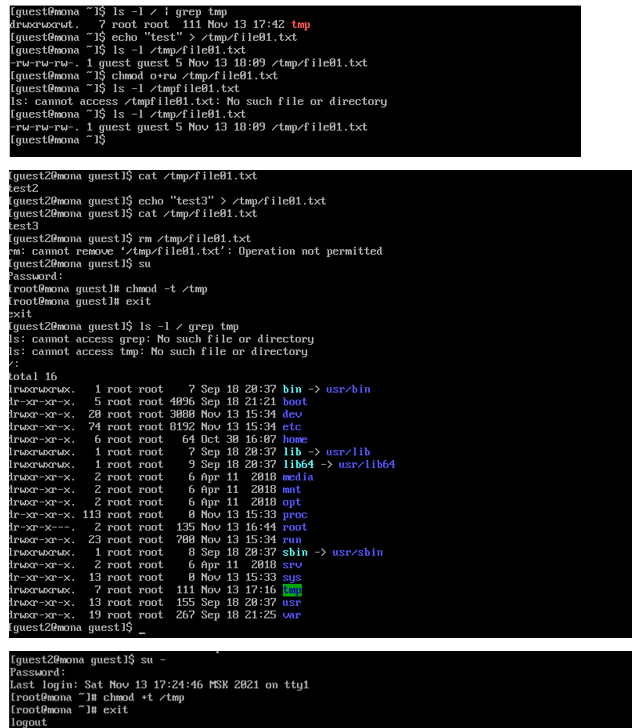 [guest@mona ~]$ ls -l / | grep tmp
drwxrwxrwt.   7 root root  111 Nov 13 17:42 tmp
[guest@mona ~]$ echo "test" > /tmp/file01.txt
[guest@mona ~]$ ls -l /tmp/file01.txt
-rw-rw-rw-. 1 guest guest 5 Nov 13 18:09 /tmp/file01.txt
[guest@mona ~]$ chmod o+rw /tmp/file01.txt
[guest@mona ~]$ ls -l /tmpfile01.txt
ls: cannot access /tmpfile01.txt: No such file or directory
[guest@mona ~]$ ls -l /tmp/file01.txt
-rw-rw-rw-. 1 guest guest 5 Nov 13 18:09 /tmp/file01.txt
[guest@mona ~]$
[guest2@mona guest]$ cat /tmp/file01.txt
test2
[guest2@mona guest]$ echo "test3" > /tmp/file01.txt
[guest2@mona guest]$ cat /tmp/file01.txt
test3
[guest2@mona guest]$ rm /tmp/file01.txt
rm: cannot remove '/tmp/file01.txt': Operation not permitted
[guest2@mona guest]$ su
Password:
[root@mona guest]# chmod -t /tmp
[root@mona guest]# exit
exit
[guest2@mona guest]$ ls -l / grep tmp
ls: cannot access grep: No such file or directory
ls: cannot access tmp: No such file or directory
/:
total 16
lrwxrwxrwx.   1 root root    7 Sep 18 20:37 bin -> usr/bin
dr-xr-xr-x.   5 root root 4096 Sep 18 21:21 boot
drwxr-xr-x.  20 root root 3080 Nov 13 15:34 dev
drwxr-xr-x.  74 root root 8192 Nov 13 15:34 etc
drwxr-xr-x.   6 root root   64 Oct 30 16:07 home
lrwxrwxrwx.   1 root root    7 Sep 18 20:37 lib -> usr/lib
lrwxrwxrwx.   1 root root    9 Sep 18 20:37 lib64 -> usr/lib64
drwxr-xr-x.   2 root root    6 Apr 11  2018 media
drwxr-xr-x.   2 root root    6 Apr 11  2018 mnt
drwxr-xr-x.   2 root root    6 Apr 11  2018 opt
dr-xr-xr-x. 113 root root    0 Nov 13 15:33 proc
dr-xr-x---.   2 root root  135 Nov 13 16:44 root
drwxr-xr-x.  23 root root  700 Nov 13 15:34 run
lrwxrwxrwx.   1 root root    8 Sep 18 20:37 sbin -> usr/sbin
drwxr-xr-x.   2 root root    6 Apr 11  2018 srv
dr-xr-xr-x.  13 root root    0 Nov 13 15:33 sys
drwxrwxrwx.   7 root root  111 Nov 13 17:16 tmp
drwxr-xr-x.  13 root root  155 Sep 18 20:37 usr
drwxr-xr-x.  19 root root  267 Sep 18 21:25 var
[guest2@mona guest]$ _
[guest2@mona guest]$ su -
Password:
Last login: Sat Nov 13 17:24:46 MSK 2021 on tty1
[root@mona ~]# chmod +t /tmp
[root@mona ~]# exit
logout